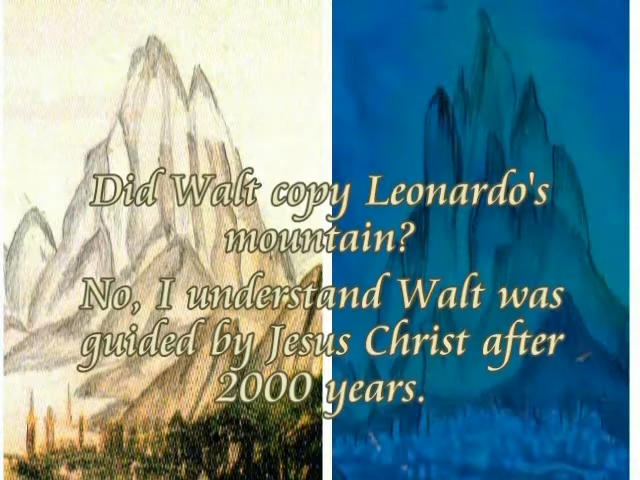 Did Walt copy Leonardo's
mountain?
No, I understand Walt was
guided by Jesus Christ after
2000 years.